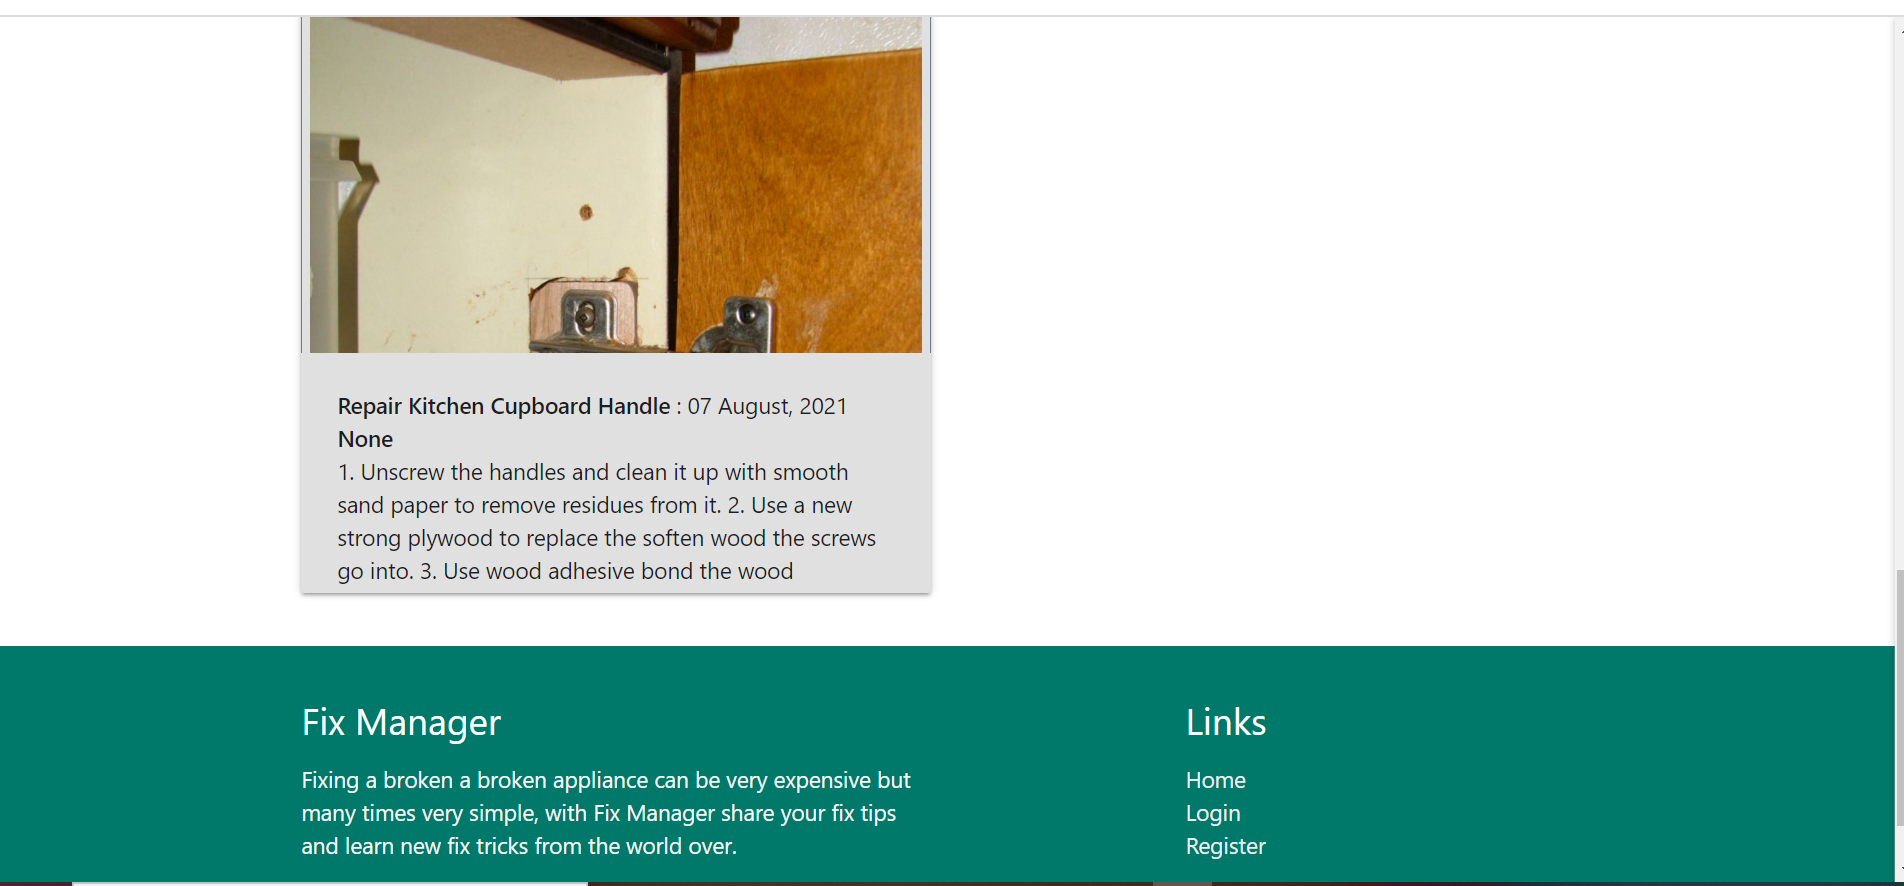 Repair Kitchen Cupboard Handle : 07 August, 2021
None
1. Unscrew the handles and clean it up with smooth
sand paper to remove residues from it. 2. Use a new
strong plywood to replace the soften wood the screws
go into. 3. Use wood adhesive bond the wood
Fix Manager
Fixing a broken a broken appliance can be very expensive but
many times very simple, with Fix Manager share your fix tips
and learn new fix tricks from the world over.
Links
Home
Login
Register